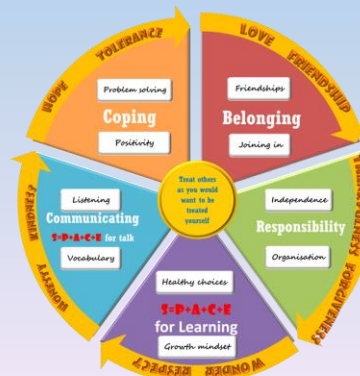 HOPE TOLERANCE
LOVE FRIENDSHIP
Problem solving
Coping
Positivity
Friendships
Belonging
Joining in
Treat others
as you would
want to be
treated
yourself
Listening
Communicating
S=P+A+C+E for talk
Vocabulary
Independence
Responsibility
Organisation
FORGIVENESS
Healthy choices
S=P+A+C+E
for Learning
Growth mindset
WONDER RESPECT
HONESTY